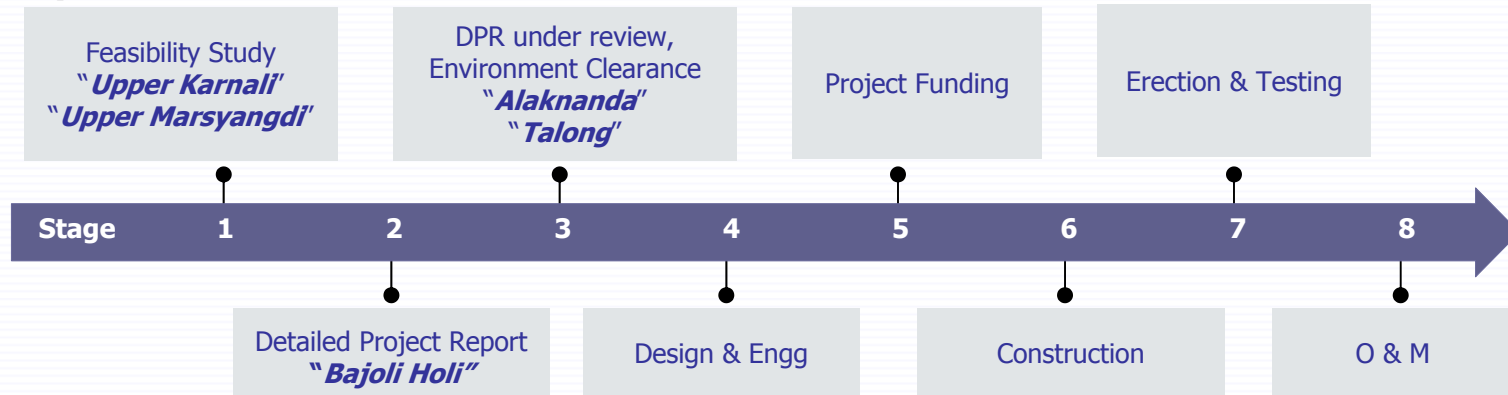 Feasibility Study
“Upper Karnali”
“Upper Marsyangdi”
DPR under review,
Environment Clearance
“Alaknanda”
“Talong”
Project Funding
Erection & Testing
Stage 1 2 3 4 5 6 7 8
Detailed Project Report
“Bajoli Holi”
Design & Engg
Construction
O & M